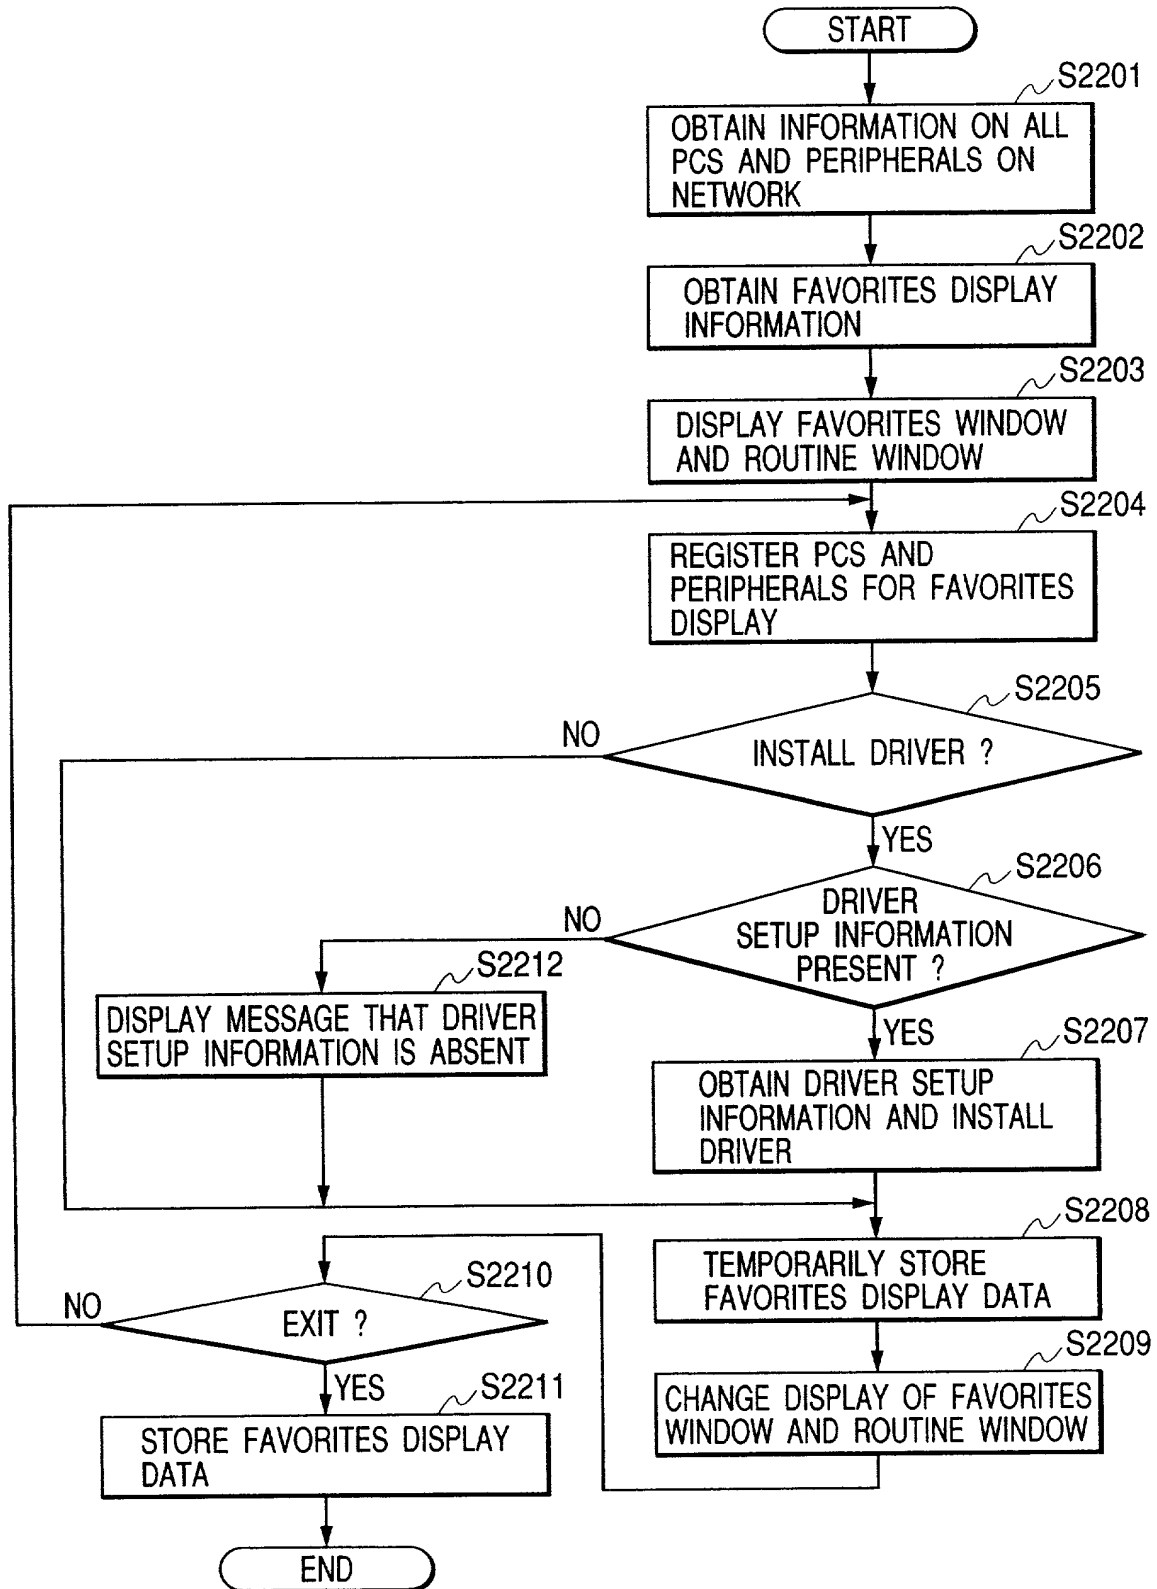 START
S2201
OBTAIN INFORMATION ON ALL
PCS AND PERIPHERALS ON
NETWORK
S2202
OBTAIN FAVORITES DISPLAY
INFORMATION
S2203
DISPLAY FAVORITES WINDOW
AND ROUTINE WINDOW
S2204
REGISTER PCS AND
PERIPHERALS FOR FAVORITES
DISPLAY
S2205
NO
INSTALL DRIVER ?
YES
S2206
NO
DRIVER
SETUP INFORMATION
PRESENT ?
S2212
DISPLAY MESSAGE THAT DRIVER
SETUP INFORMATION IS ABSENT
YES
S2207
OBTAIN DRIVER SETUP
INFORMATION AND INSTALL
DRIVER
S2208
TEMPORARILY STORE
FAVORITES DISPLAY DATA
S2209
CHANGE DISPLAY OF FAVORITES
WINDOW AND ROUTINE WINDOW
S2210
NO
EXIT ?
YES
S2211
STORE FAVORITES DISPLAY
DATA
END